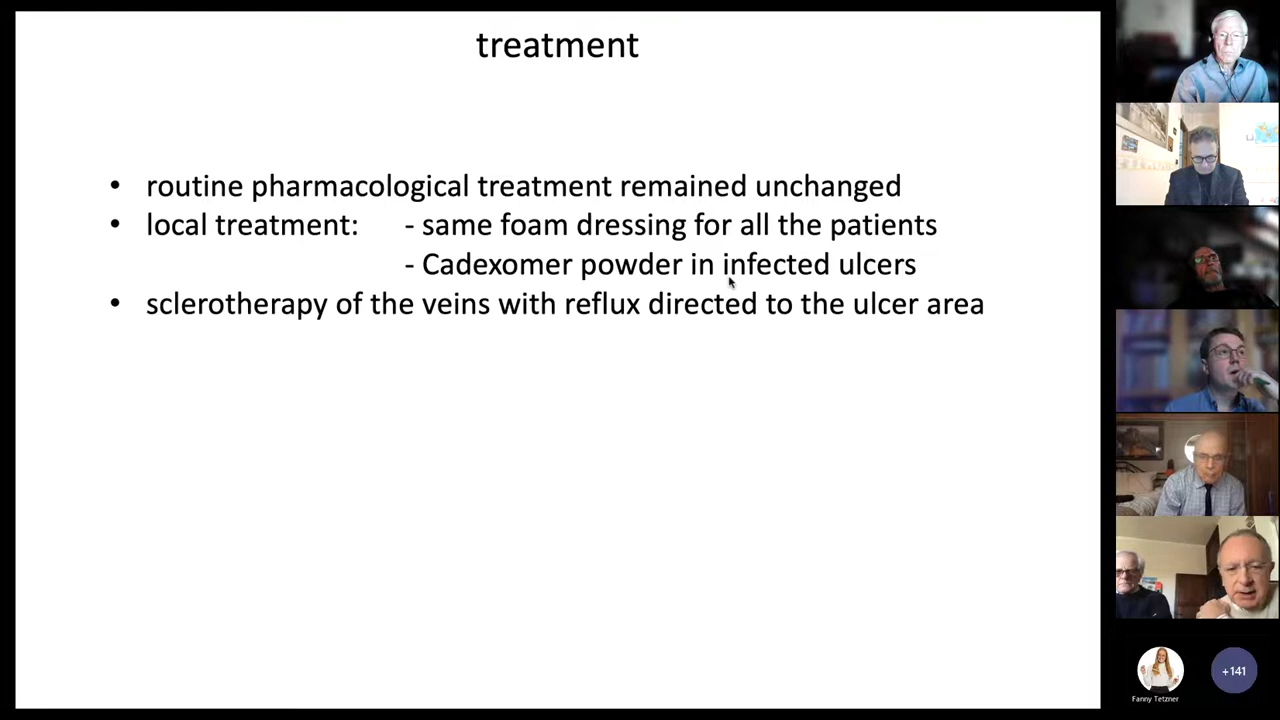 treatment
• routine pharmacological treatment remained unchanged
• local treatment: - same foam dressing for all the patients
- Cadexomer powder in infected ulcers
• sclerotherapy of the veins with reflux directed to the ulcer area
+141
Fanny Tetzner